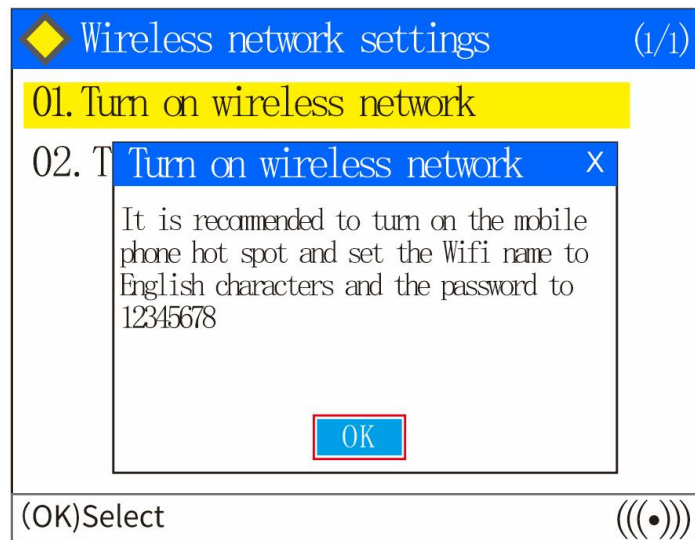 Wireless network settings (1/1)
01. Turn on wireless network
02. T
Turn on wireless network X
It is recommended to turn on the mobile
phone hot spot and set the Wifi name to
English characters and the password to
12345678
OK
(OK)Select